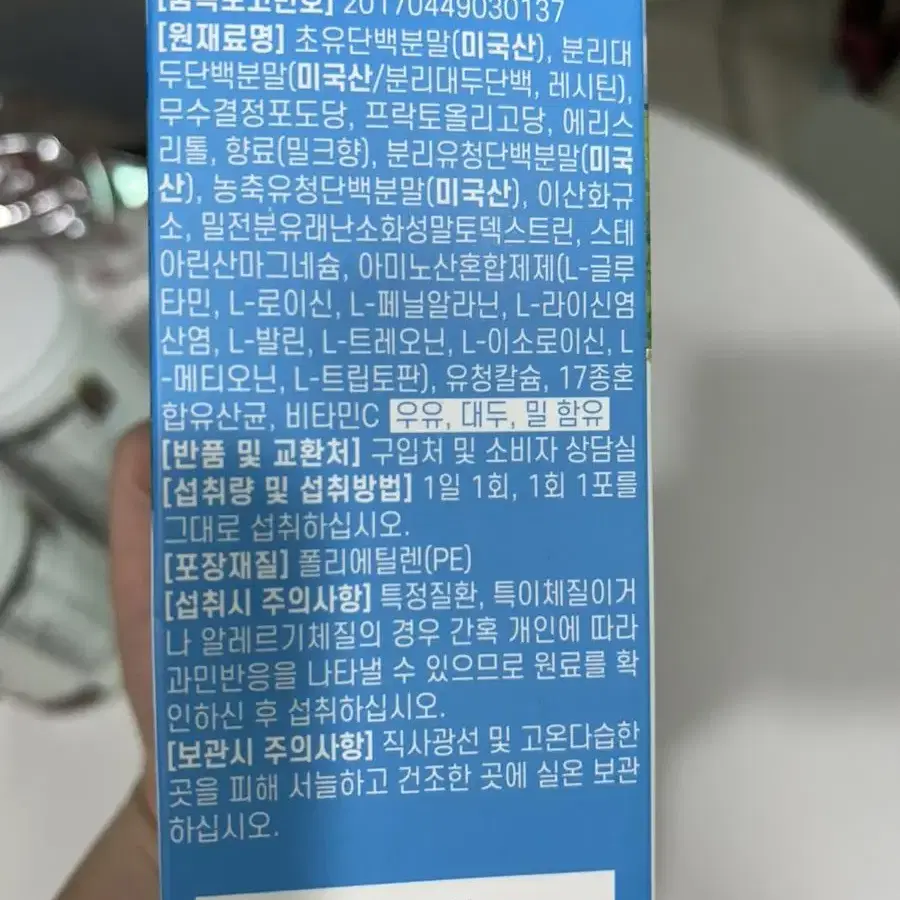 [품목보고번호] 20170449030137
[원재료명] 초유단백분말(미국산), 분리대
두단백분말(미국산/분리대두단백, 레시틴),
무수결정포도당, 프락토올리고당, 에리스
리톨, 향료(밀크향), 분리유청단백분말(미국
산), 농축유청단백분말(미국산), 이산화규
소, 밀전분유래난소화성말토덱스트린, 스테
아린산마그네슘, 아미노산혼합제제(L-글루
타민, L-로이신, L-페닐알라닌, L-라이신염
산염, L-발린, L-트레오닌, L-이소로이신, L
-메티오닌, L-트립토판), 유청칼슘, 17종혼
합유산균, 비타민C 우유, 대두, 밀 함유
[반품 및 교환처] 구입처 및 소비자 상담실
[섭취량 및 섭취방법] 1일 1회, 1회 1포를
그대로 섭취하십시오.
[포장재질] 폴리에틸렌(PE)
[섭취시 주의사항] 특정질환, 특이체질이거
나 알레르기체질의 경우 간혹 개인에 따라
과민반응을 나타낼 수 있으므로 원료를 확
인하신 후 섭취하십시오.
[보관시 주의사항] 직사광선 및 고온다습한
곳을 피해 서늘하고 건조한 곳에 실온 보관
하십시오.